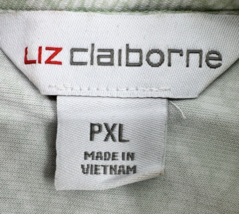 LIZ claiborne
PXL
MADE IN
VIETNAM